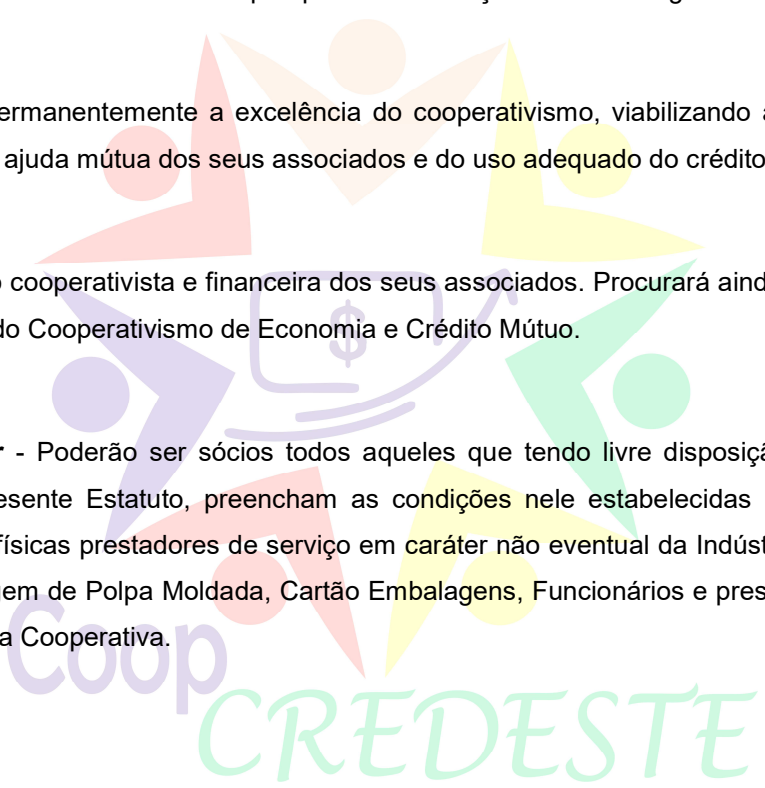 ermanentemente a excelência do cooperativismo, viabilizando a
ajuda mútua dos seus associados e do uso adequado do crédito
cooperativista e financeira dos seus associados. Procurará aind
do Cooperativismo de Economia e Crédito Mútuo.
- Poderão ser sócios todos aqueles que tendo livre disposiçã
esente Estatuto, preencham as condições nele estabelecidas
físicas prestadores de serviço em caráter não eventual da Indúst
gem de Polpa Moldada, Cartão Embalagens, Funcionários e pres
a Cooperativa.
$
Coop
CREDESTE